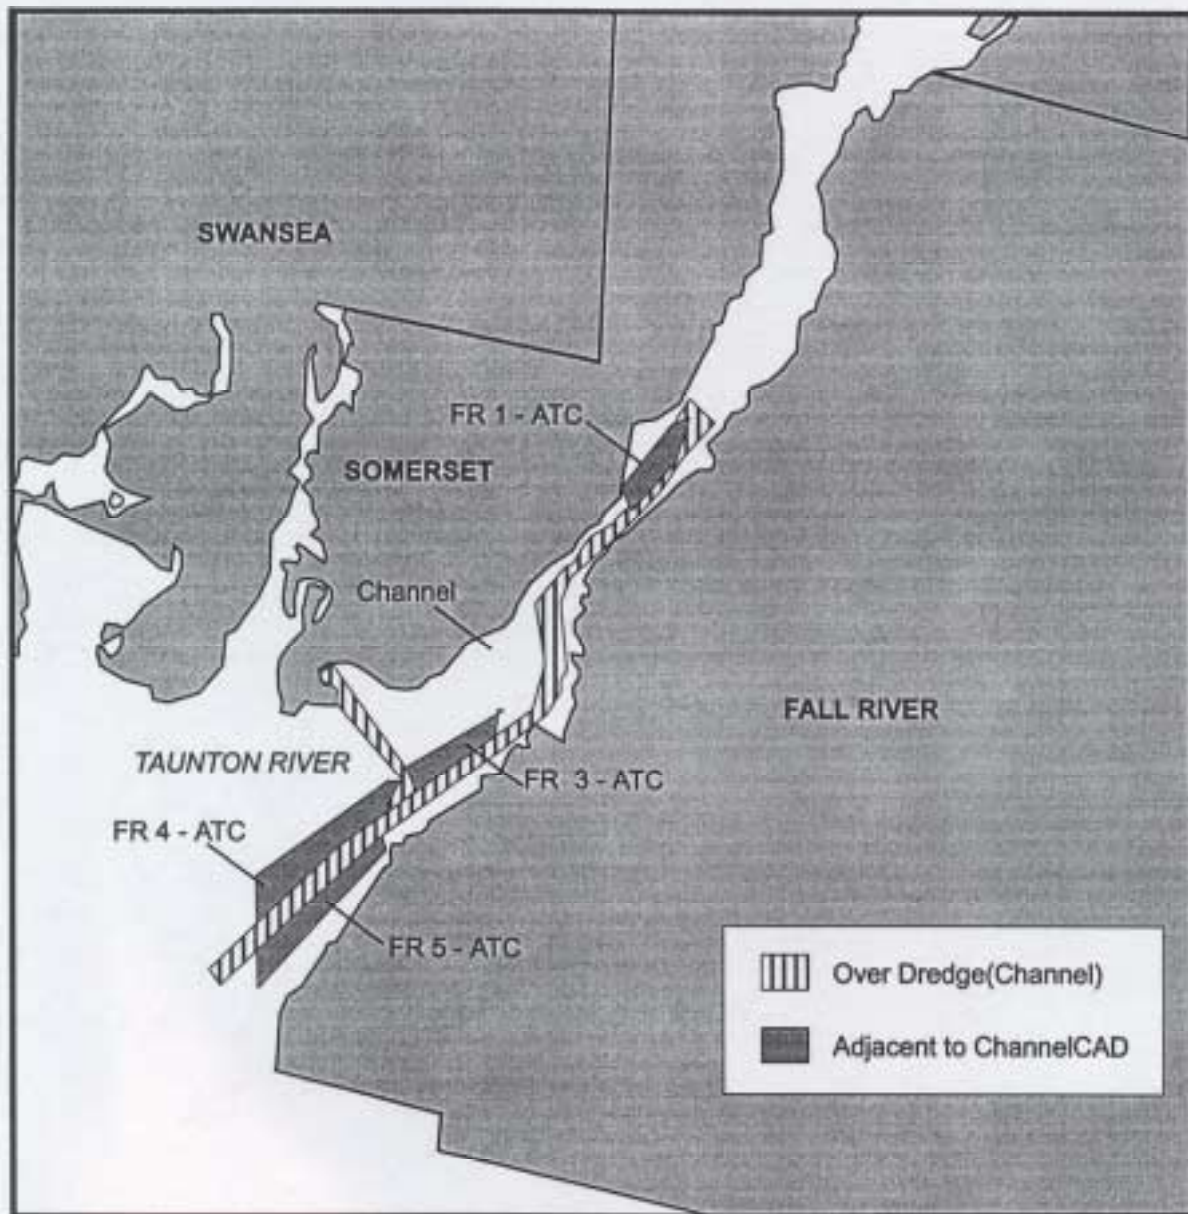 SWANSEA
FR 1 - ATC
SOMERSET
Channel
FALL RIVER
TAUNTON RIVER
FR 3 - ATC
FR 4 - ATC
FR 5 - ATC
Over Dredge(Channel)
Adjacent to ChannelCAD